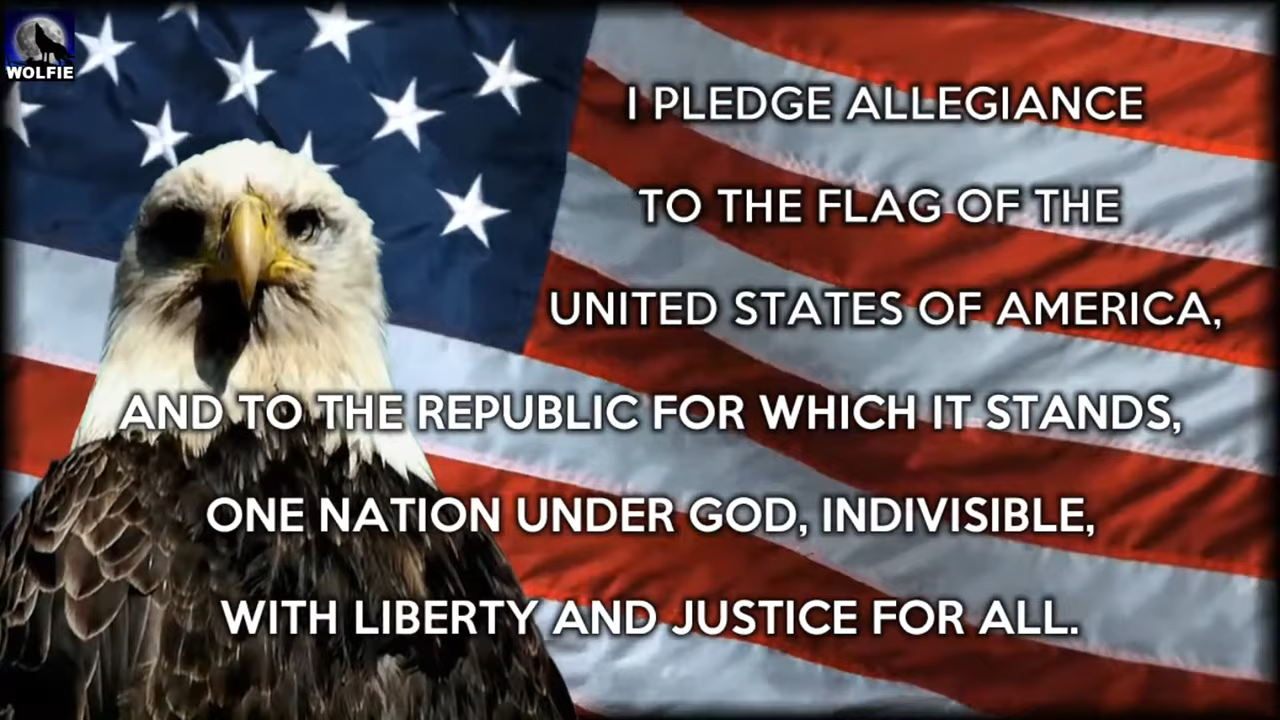 WOLFIE
I PLEDGE ALLEGIANCE
TO THE FLAG OF THE
UNITED STATES OF AMERICA,
AND TO THE REPUBLIC FOR WHICH IT STANDS,
ONE NATION UNDER GOD, INDIVISIBLE,
WITH LIBERTY AND JUSTICE FOR ALL.